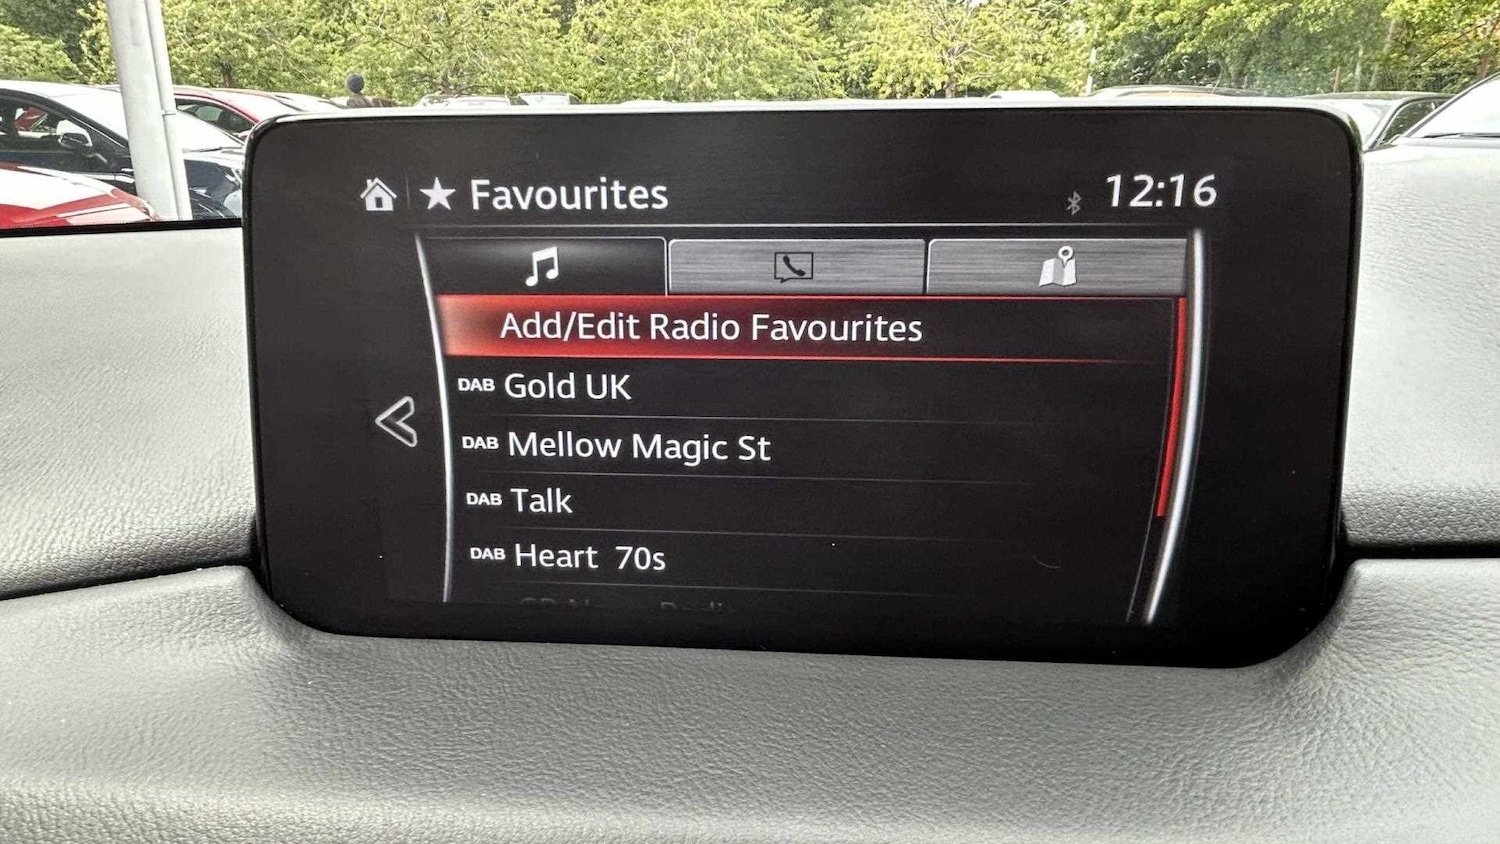 Favourites
12:16
Add/Edit Radio Favourites
DAB Gold UK
DAB Mellow Magic St
DAB Talk
DAB Heart 70s